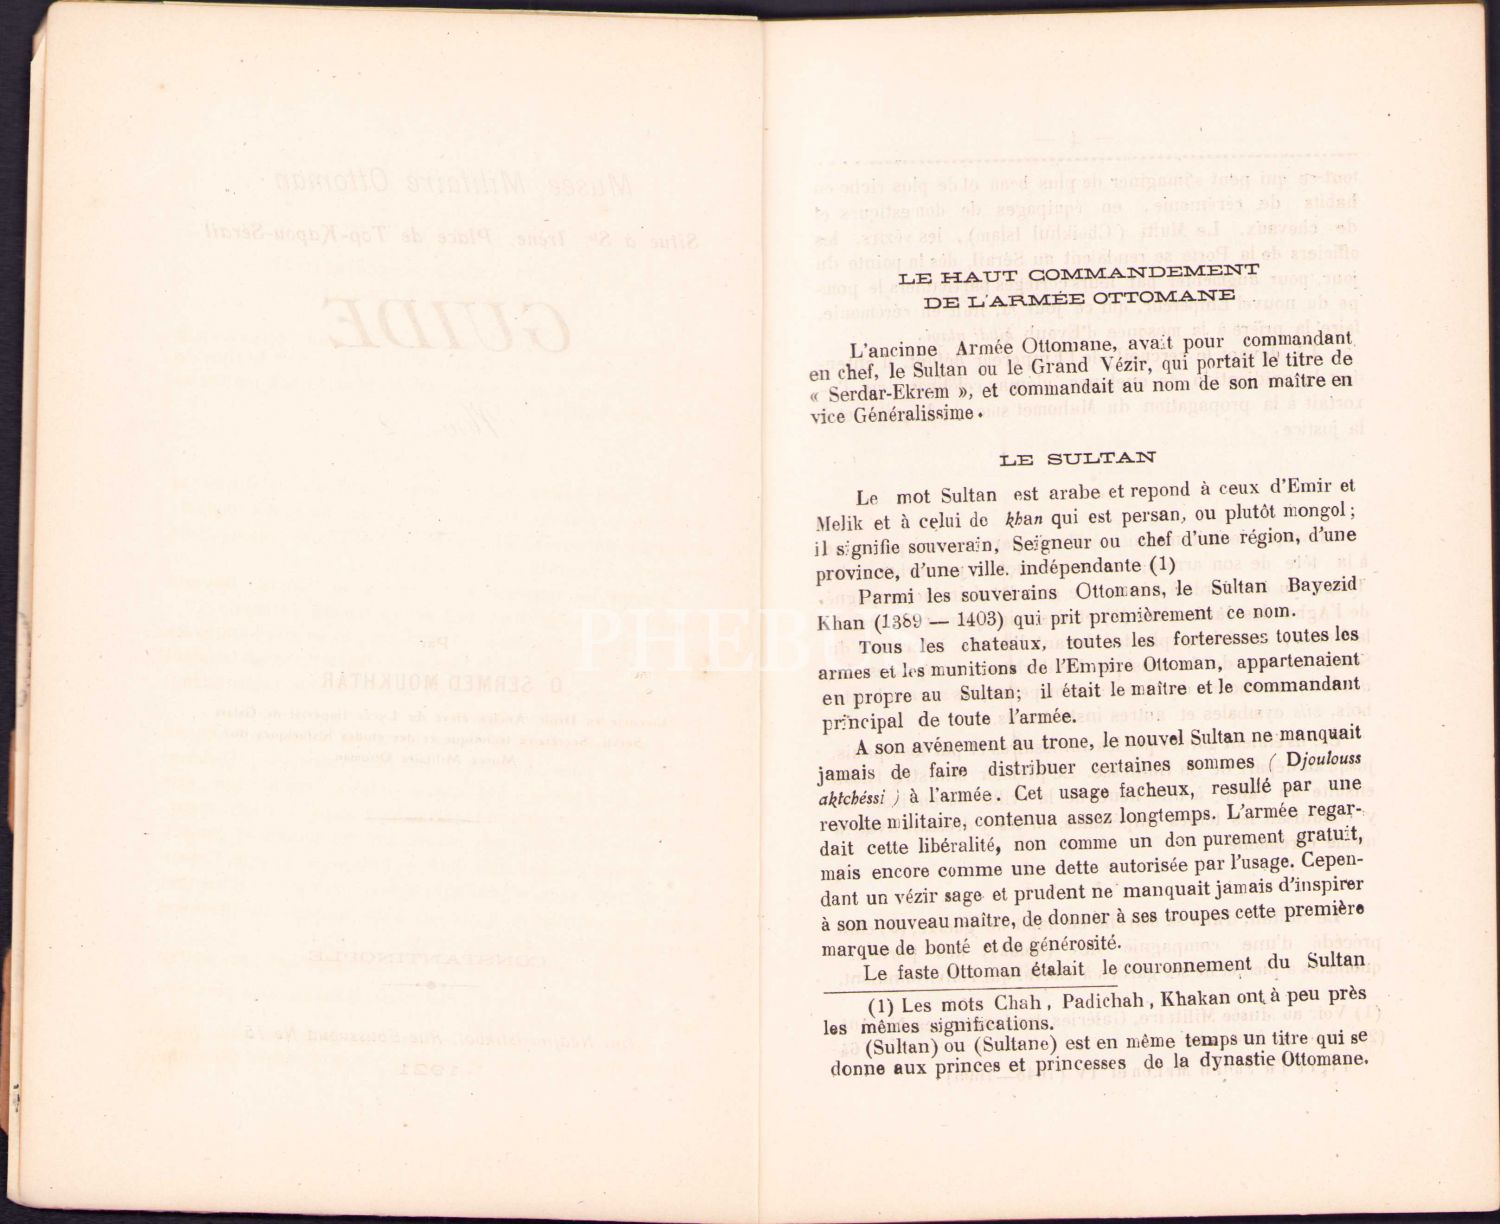 LE HAUT COMMANDEMENT
DE L'ARMÉE OTTOMANE
L'ancinne Armée Ottomane, avait pour commandant
en chef, le Sultan ou le Grand Vézir, qui portait le titre de
« Serdar-Ekrem », et commandait au nom de son maître en
vice Généralissime.
LE SULTAN
Le mot Sultan est arabe et repond à ceux d'Emir et
Melik et à celui de khan qui est persan, ou plutôt mongol ;
il signifie souverain, Seigneur ou chef d'une région, d'une
province, d'une ville. indépendante (1)
Parmi les souverains Ottomans, le Sultan Bayezid
Khan (1389 — 1403) qui prit premièrement ce nom.
Tous les chateaux, toutes les forteresses toutes les
armes et les munitions de l'Empire Ottoman, appartenaient
en propre au Sultan; il était le maître et le commandant
principal de toute l'armée.
A son avénement au trone, le nouvel Sultan ne manquait
jamais de faire distribuer certaines sommes ( Djoulouss
aktchéssi ) à l'armée. Cet usage facheux, resullé par une
revolte militaire, contenua assez longtemps. L'armée regar-
dait cette libéralité, non comme un don purement gratuit,
mais encore comme une dette autorisée par l'usage. Cepen-
dant un vézir sage et prudent ne manquait jamais d'inspirer
à son nouveau maître, de donner à ses troupes cette première
marque de bonté et de générosité.
Le faste Ottoman étalait le couronnement du Sultan
(1) Les mots Chah, Padichah, Khakan ont à peu près
les mêmes significations.
(Sultan) ou (Sultane) est en même temps un titre qui se
donne aux princes et princesses de la dynastie Ottomane.
PHEBUS